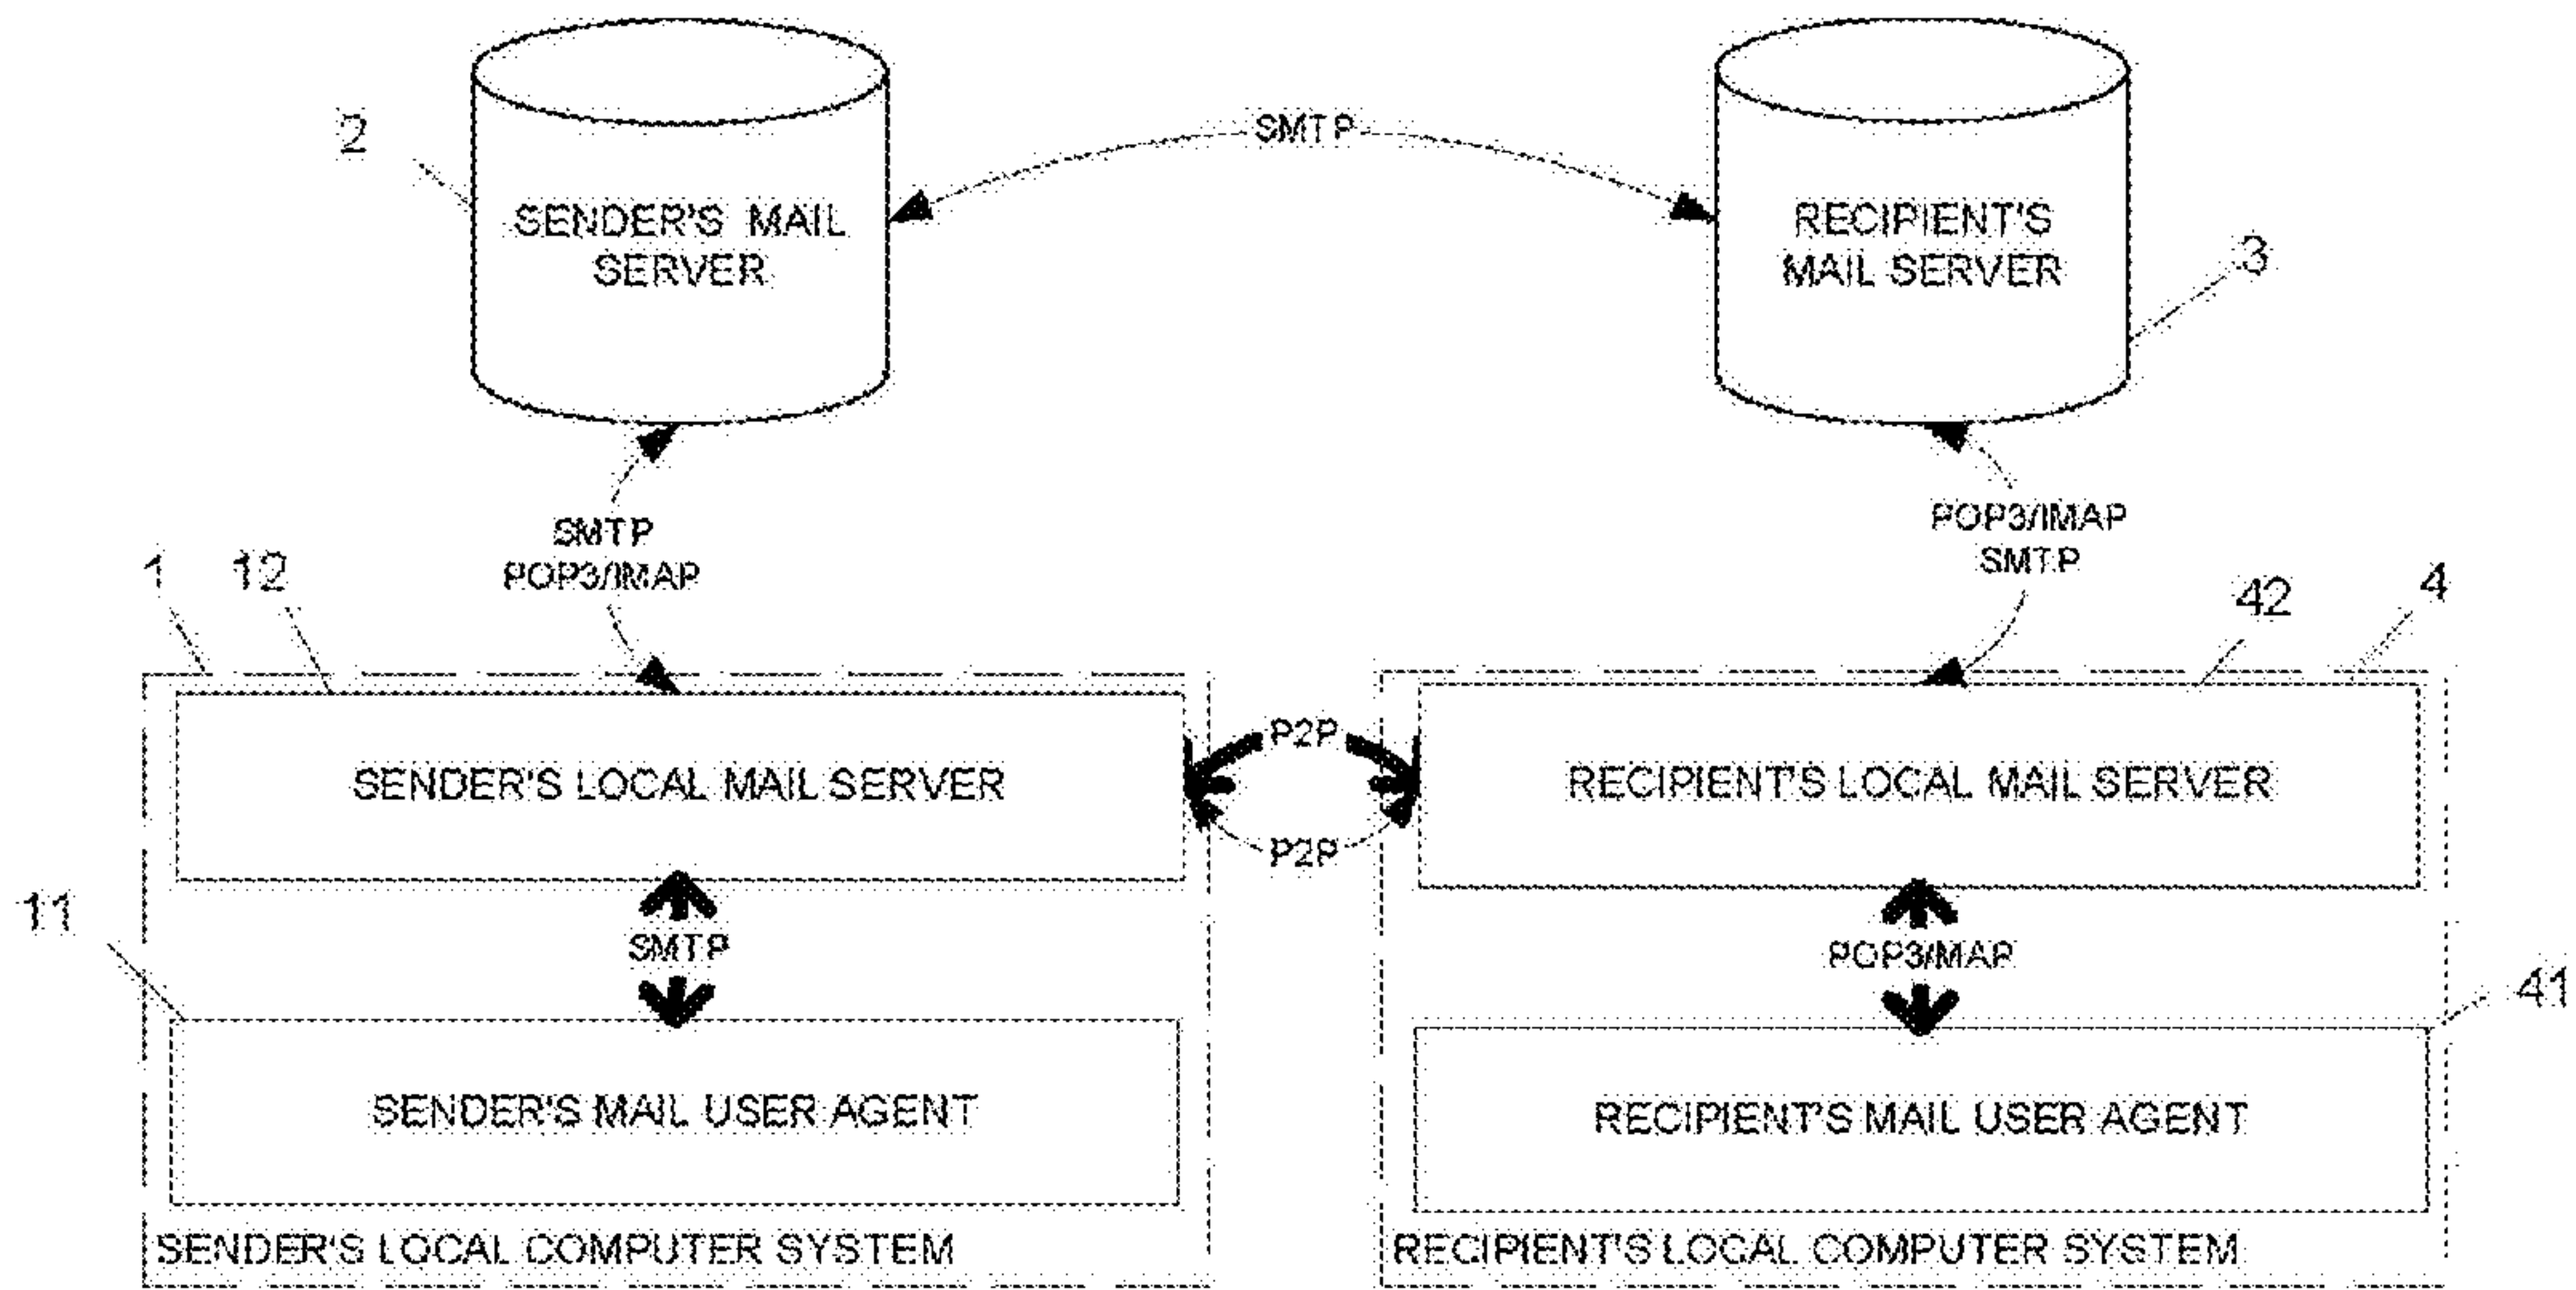 2
SMTP
SENDER'S MAIL
SERVER
RECIPIENT'S
MAIL SERVER
3
SMTP
POP3/IMAP
POP3/IMAP
SMTP
1
12
42
4
P2P
SENDER'S LOCAL MAIL SERVER
RECIPIENT'S LOCAL MAIL SERVER
P2P
11
SMTP
POP3/MAP
41
SENDER'S MAIL USER AGENT
RECIPIENT'S MAIL USER AGENT
SENDER'S LOCAL COMPUTER SYSTEM
RECIPIENT'S LOCAL COMPUTER SYSTEM